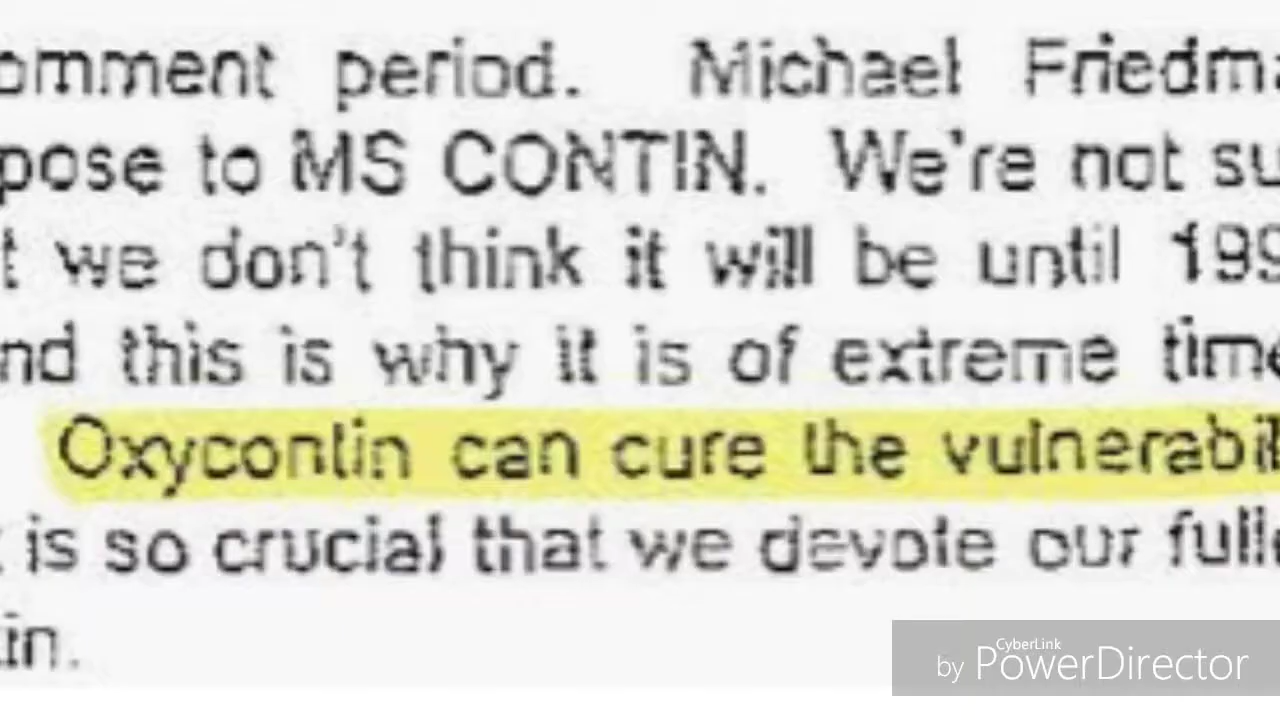 omment period. Michael Friedma
pose to MS CONTIN. We're not su
t we don't think it will be until 199
nd this is why it is of extreme time
Oxycontin can cure the vulnerabil
t is so crucial that we devote our fulle
tin.
CyberLink
by PowerDirector